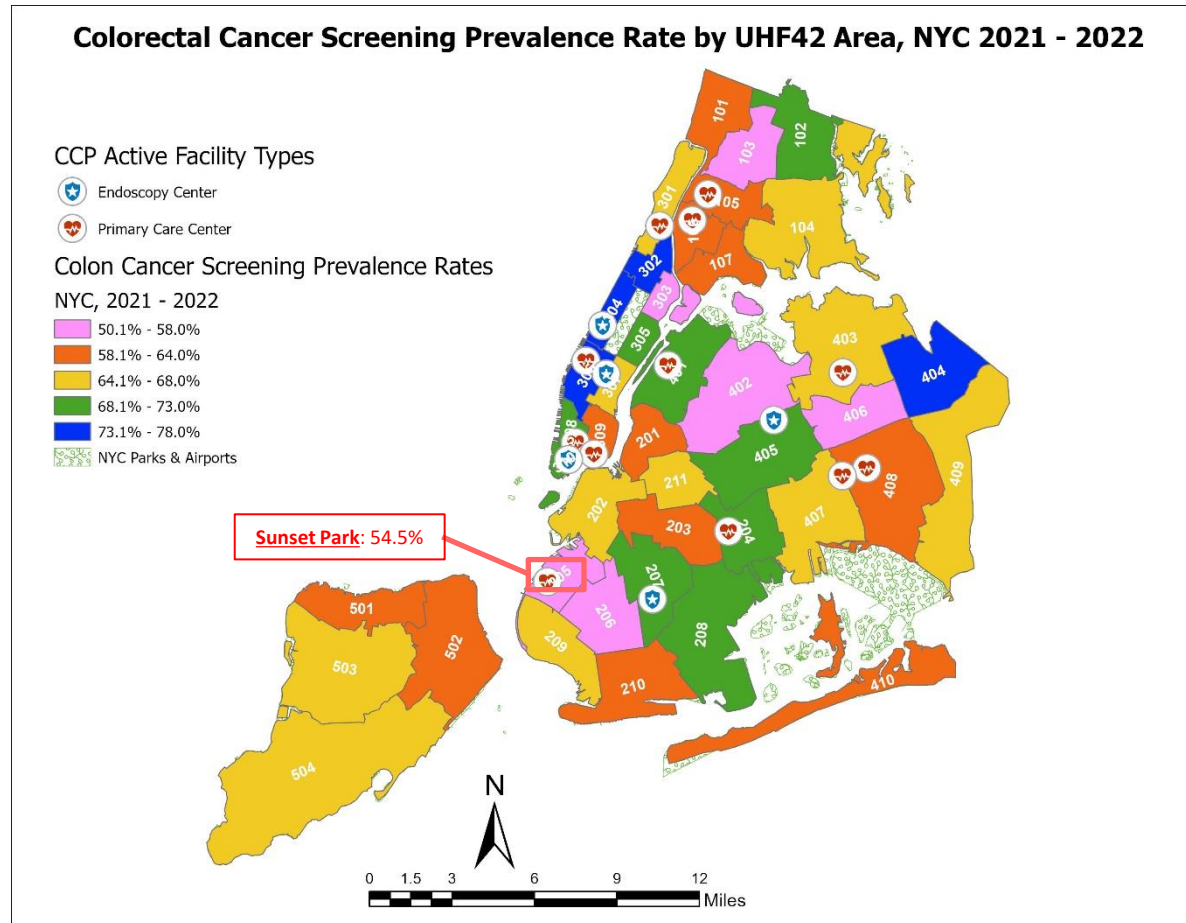 Colorectal Cancer Screening Prevalence Rate by UHF42 Area, NYC 2021 - 2022
CCP Active Facility Types
Endoscopy Center
Primary Care Center
Colon Cancer Screening Prevalence Rates
NYC, 2021 - 2022
50.1% - 58.0%
58.1% - 64.0%
64.1% - 68.0%
68.1% - 73.0%
73.1% - 78.0%
NYC Parks & Airports
101
102
103
301
105
104
302
107
303
305
403
404
402
406
201
405
211
409
408
202
407
203
204
Sunset Park: 54.5%
207
206
208
209
501
502
503
210
410
504
N
0 1.5 3 6 9 12
Miles